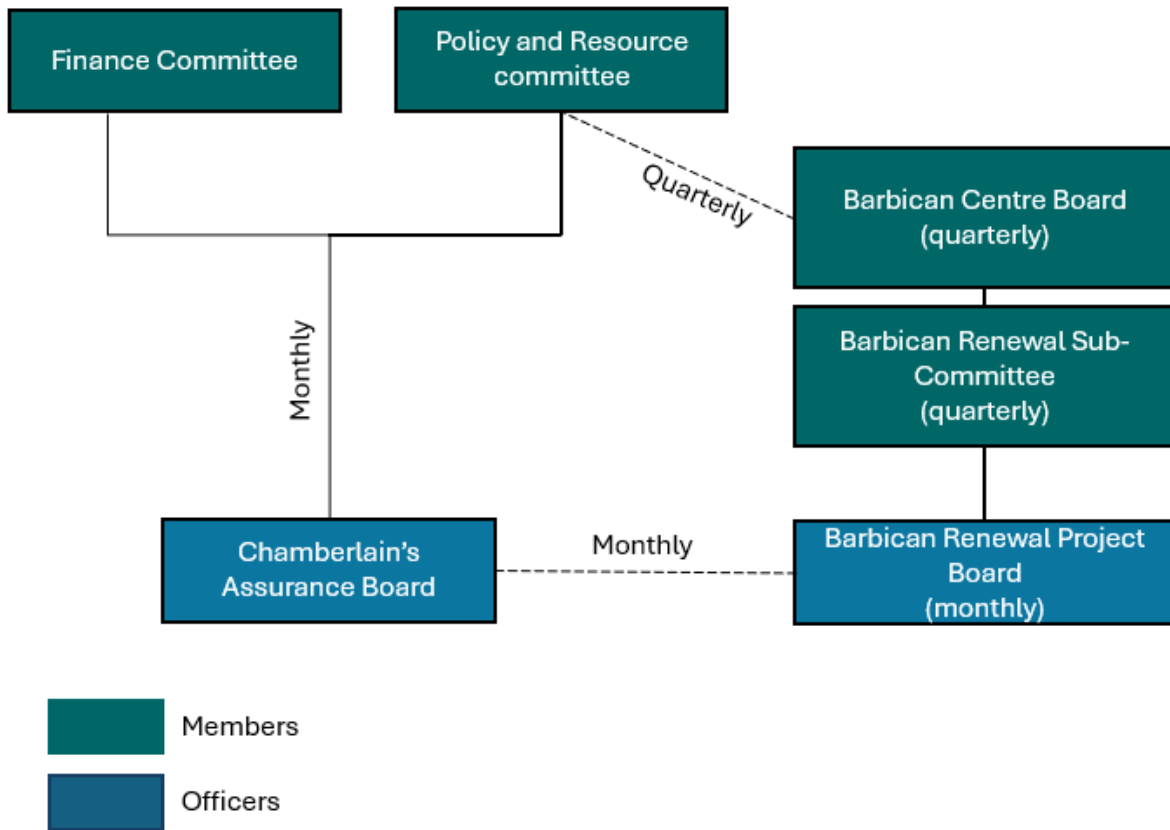 Finance Committee
Policy and Resource
committee
Quarterly
Barbican Centre Board
(quarterly)
Monthly
Barbican Renewal Sub-
Committee
(quarterly)
Chamberlain’s
Assurance Board
Monthly
Barbican Renewal Project
Board
(monthly)
Members
Officers